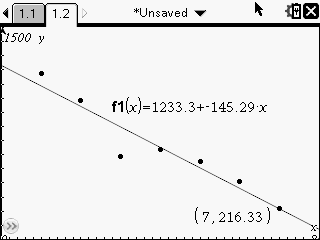 1.1 1.2 *Unsaved
1500 y
f1(x)=1233.3+-145.29·x
(7,216.33)
x